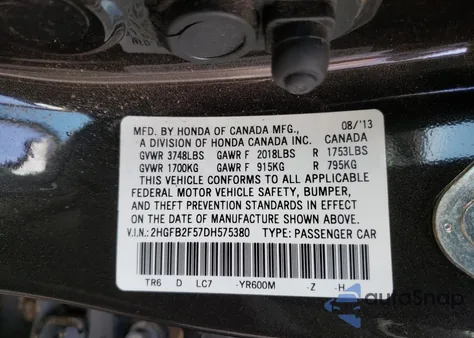 MFD. BY HONDA OF CANADA MFG., 08/'13
A DIVISION OF HONDA CANADA INC. CANADA
GVWR 3748LBS GAWR F 2018LBS R 1753LBS
GVWR 1700KG GAWR F 915KG R 795KG
THIS VEHICLE CONFORMS TO ALL APPLICABLE
FEDERAL MOTOR VEHICLE SAFETY, BUMPER,
AND THEFT PREVENTION STANDARDS IN EFFECT
ON THE DATE OF MANUFACTURE SHOWN ABOVE.
V.I.N.: 2HGFB2F57DH575380 TYPE: PASSENGER CAR
TR6 D LC7 -YR600M -Z -H-
autoSnap